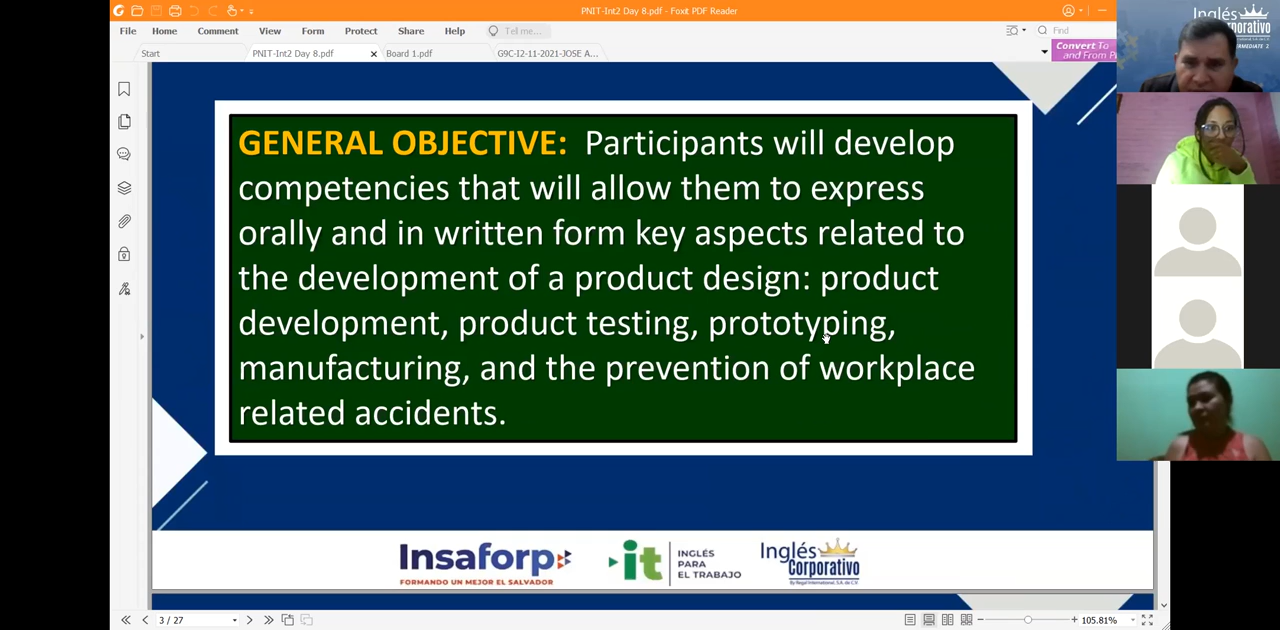 PNIT-Int2 Day 8.pdf - Foxit PDF Reader
File Home Comment View Form Protect Share Help Tell me... Find
Start PNIT-Int2 Day 8.pdf Board 1.pdf G9C-I2-11-2021-JOSE A...
Convert To
and From
Inglés
Corporativo
GENERAL OBJECTIVE: Participants will develop
competencies that will allow them to express
orally and in written form key aspects related to
the development of a product design: product
development, product testing, prototyping,
manufacturing, and the prevention of workplace
related accidents.
Insaforp
FORMANDO UN MEJOR EL SALVADOR
it
INGLÉS
PARA
EL TRABAJO
Inglés
Corporativo
By Regal International, S.A. de C.V.
3 / 27
105.81%